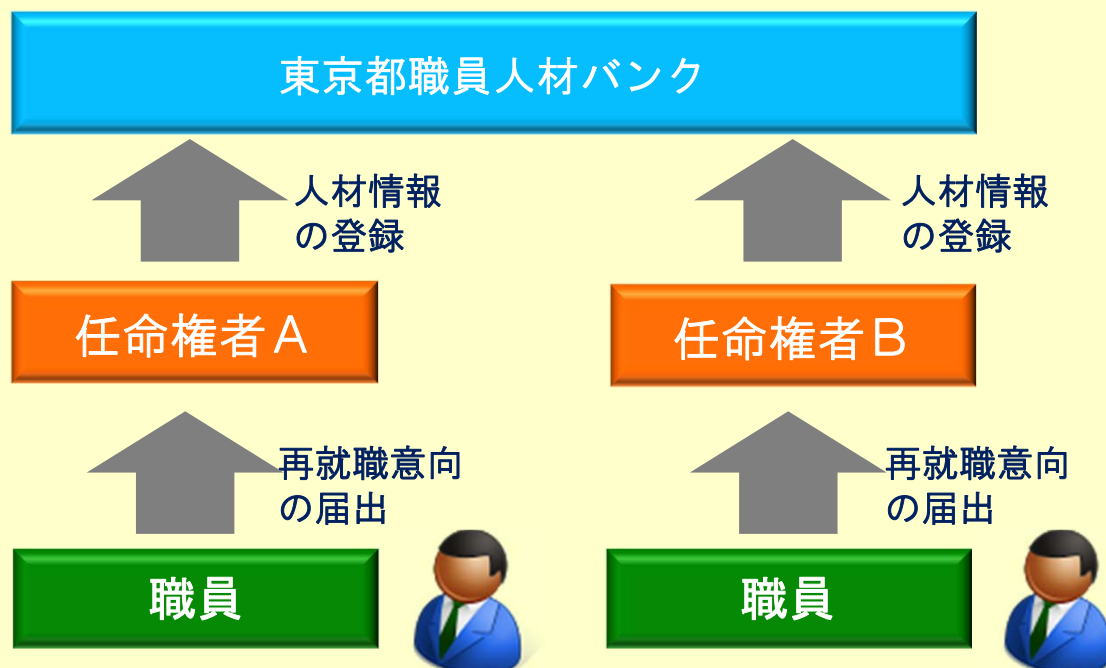 東京都職員人材バンク
人材情報
の登録
人材情報
の登録
任命権者A
任命権者B
再就職意向
の届出
再就職意向
の届出
職員
職員